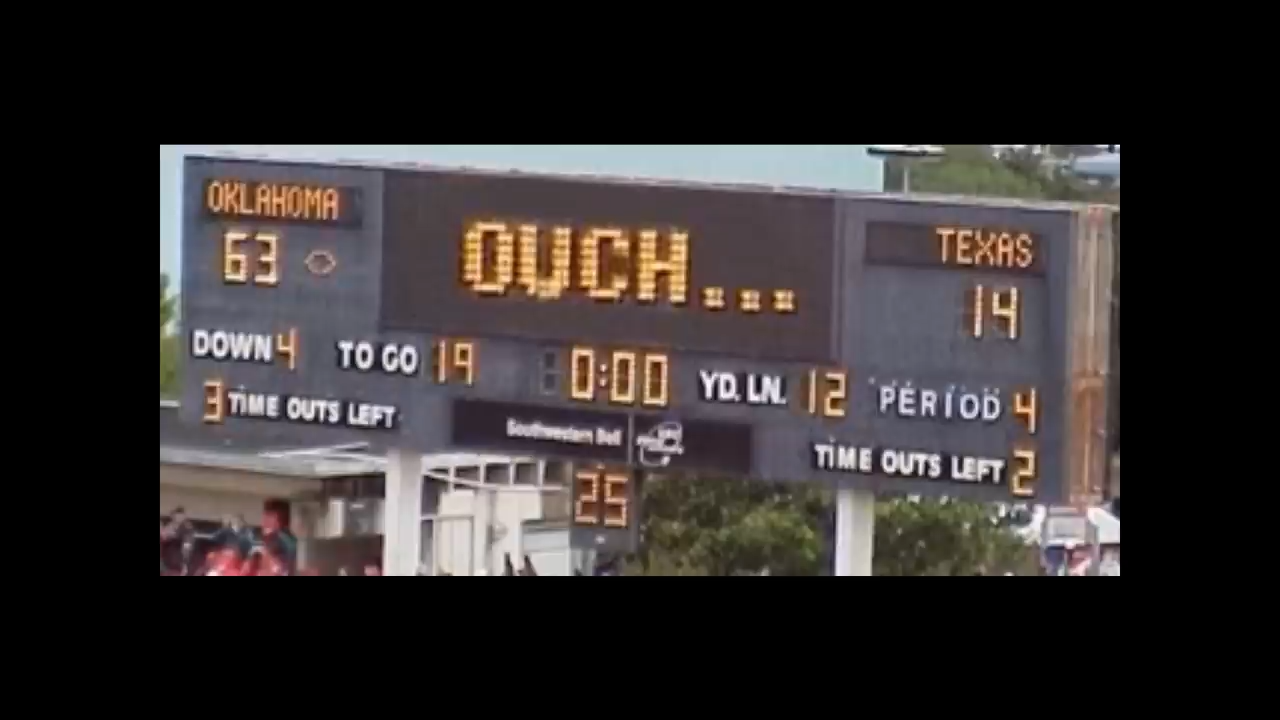 OKLAHOMA
63
OUCH...
TEXAS
14
DOWN 4 TO GO 19 0:00 YD. LN. 12 PERIOD 4
3 TIME OUTS LEFT
Southwestern Bell
TIME OUTS LEFT 2
25